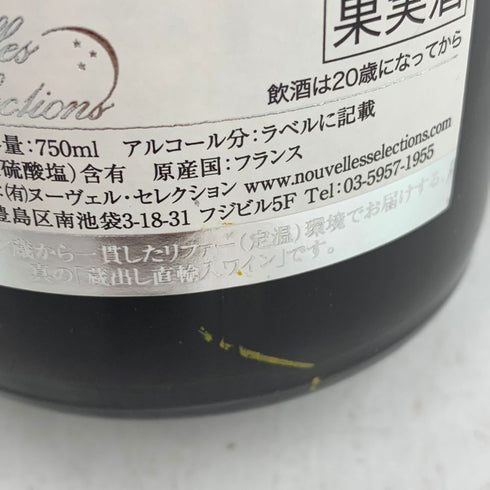 果実酒
飲酒は20歳になってから
lles
lections
量:750ml アルコール分:ラベルに記載
硫酸塩)含有 原産国:フランス
(有)ヌーヴェル・セレクション www.nouvellesselections.com
豊島区南池袋3-18-31 フジビル5F Tel:03-5957-1955
蔵から一貫したリーファー(定温)環境でお届けする、
真の「蔵出し直輸入ワイン」です。